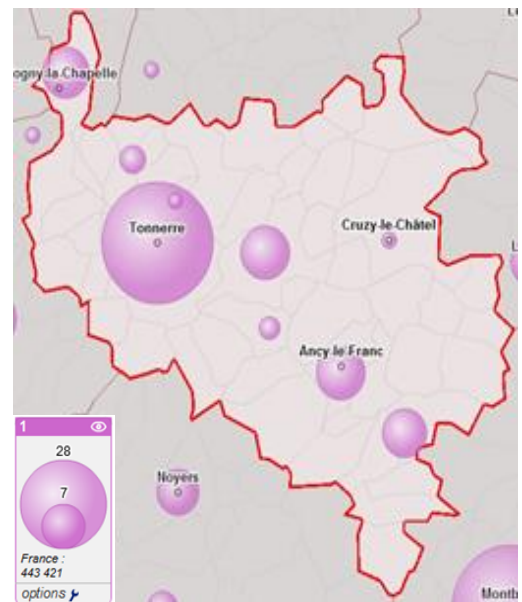 ogny la Chapelle
Tonnerre
Cruzy-le-Châtel
Ancy-le-Franc
Noyers
Montb
1
28
7
France :
443 421
options